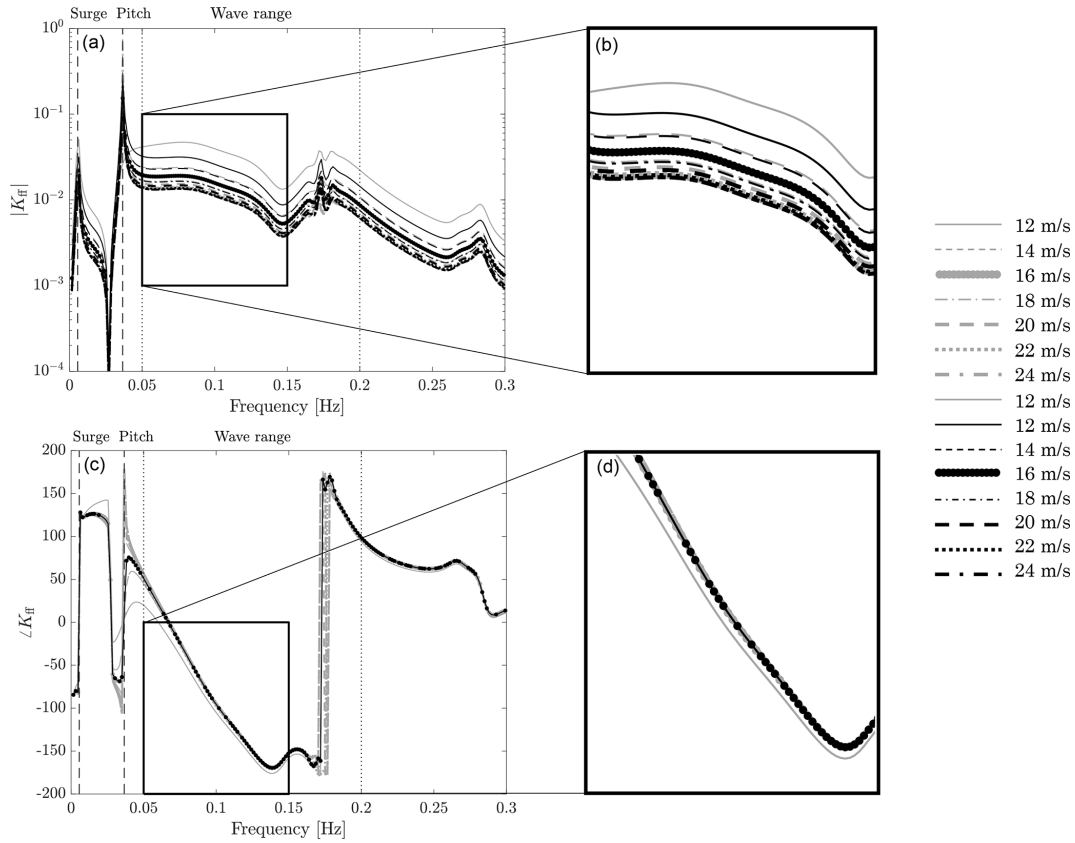 Surge Pitch Wave range
(a)
(b)
10^0
10^-1
10^-2
10^-3
10^-4
|K_ff|
0 0.05 0.1 0.15 0.2 0.25 0.3
Frequency [Hz]
Surge Pitch Wave range
(c)
(d)
200
150
100
50
0
-50
-100
-150
-200
∠K_ff
0 0.05 0.1 0.15 0.2 0.25 0.3
Frequency [Hz]
12 m/s
14 m/s
16 m/s
18 m/s
20 m/s
22 m/s
24 m/s
12 m/s
12 m/s
14 m/s
16 m/s
18 m/s
20 m/s
22 m/s
24 m/s